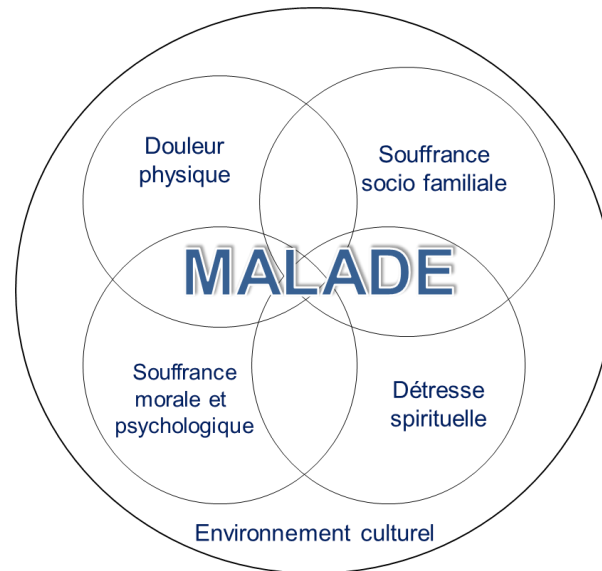 Douleur
physique
Souffrance
socio familiale
MALADE
Souffrance
morale et
psychologique
Détresse
spirituelle
Environnement culturel